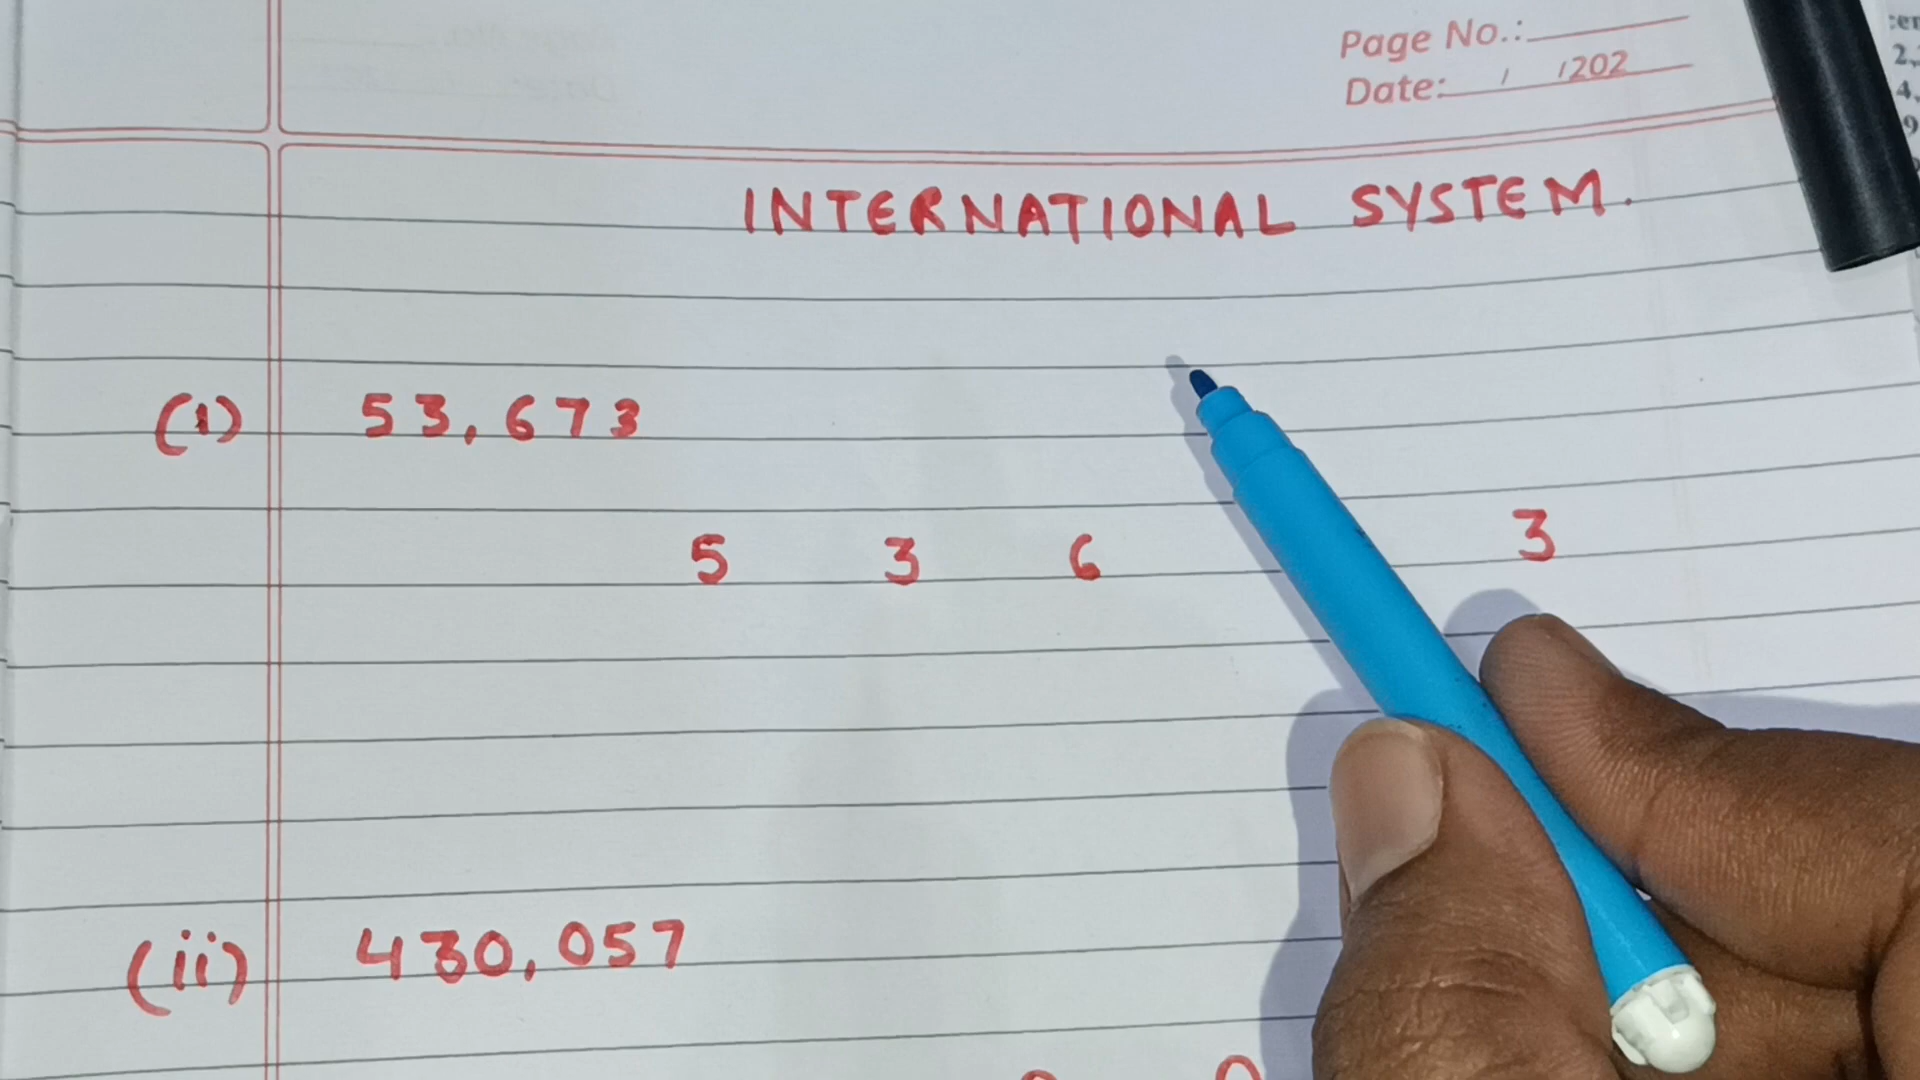 Page No.:
Date: / /202
INTERNATIONAL SYSTEM.
(i) 53,673
5 3 6 3
(ii) 430,057